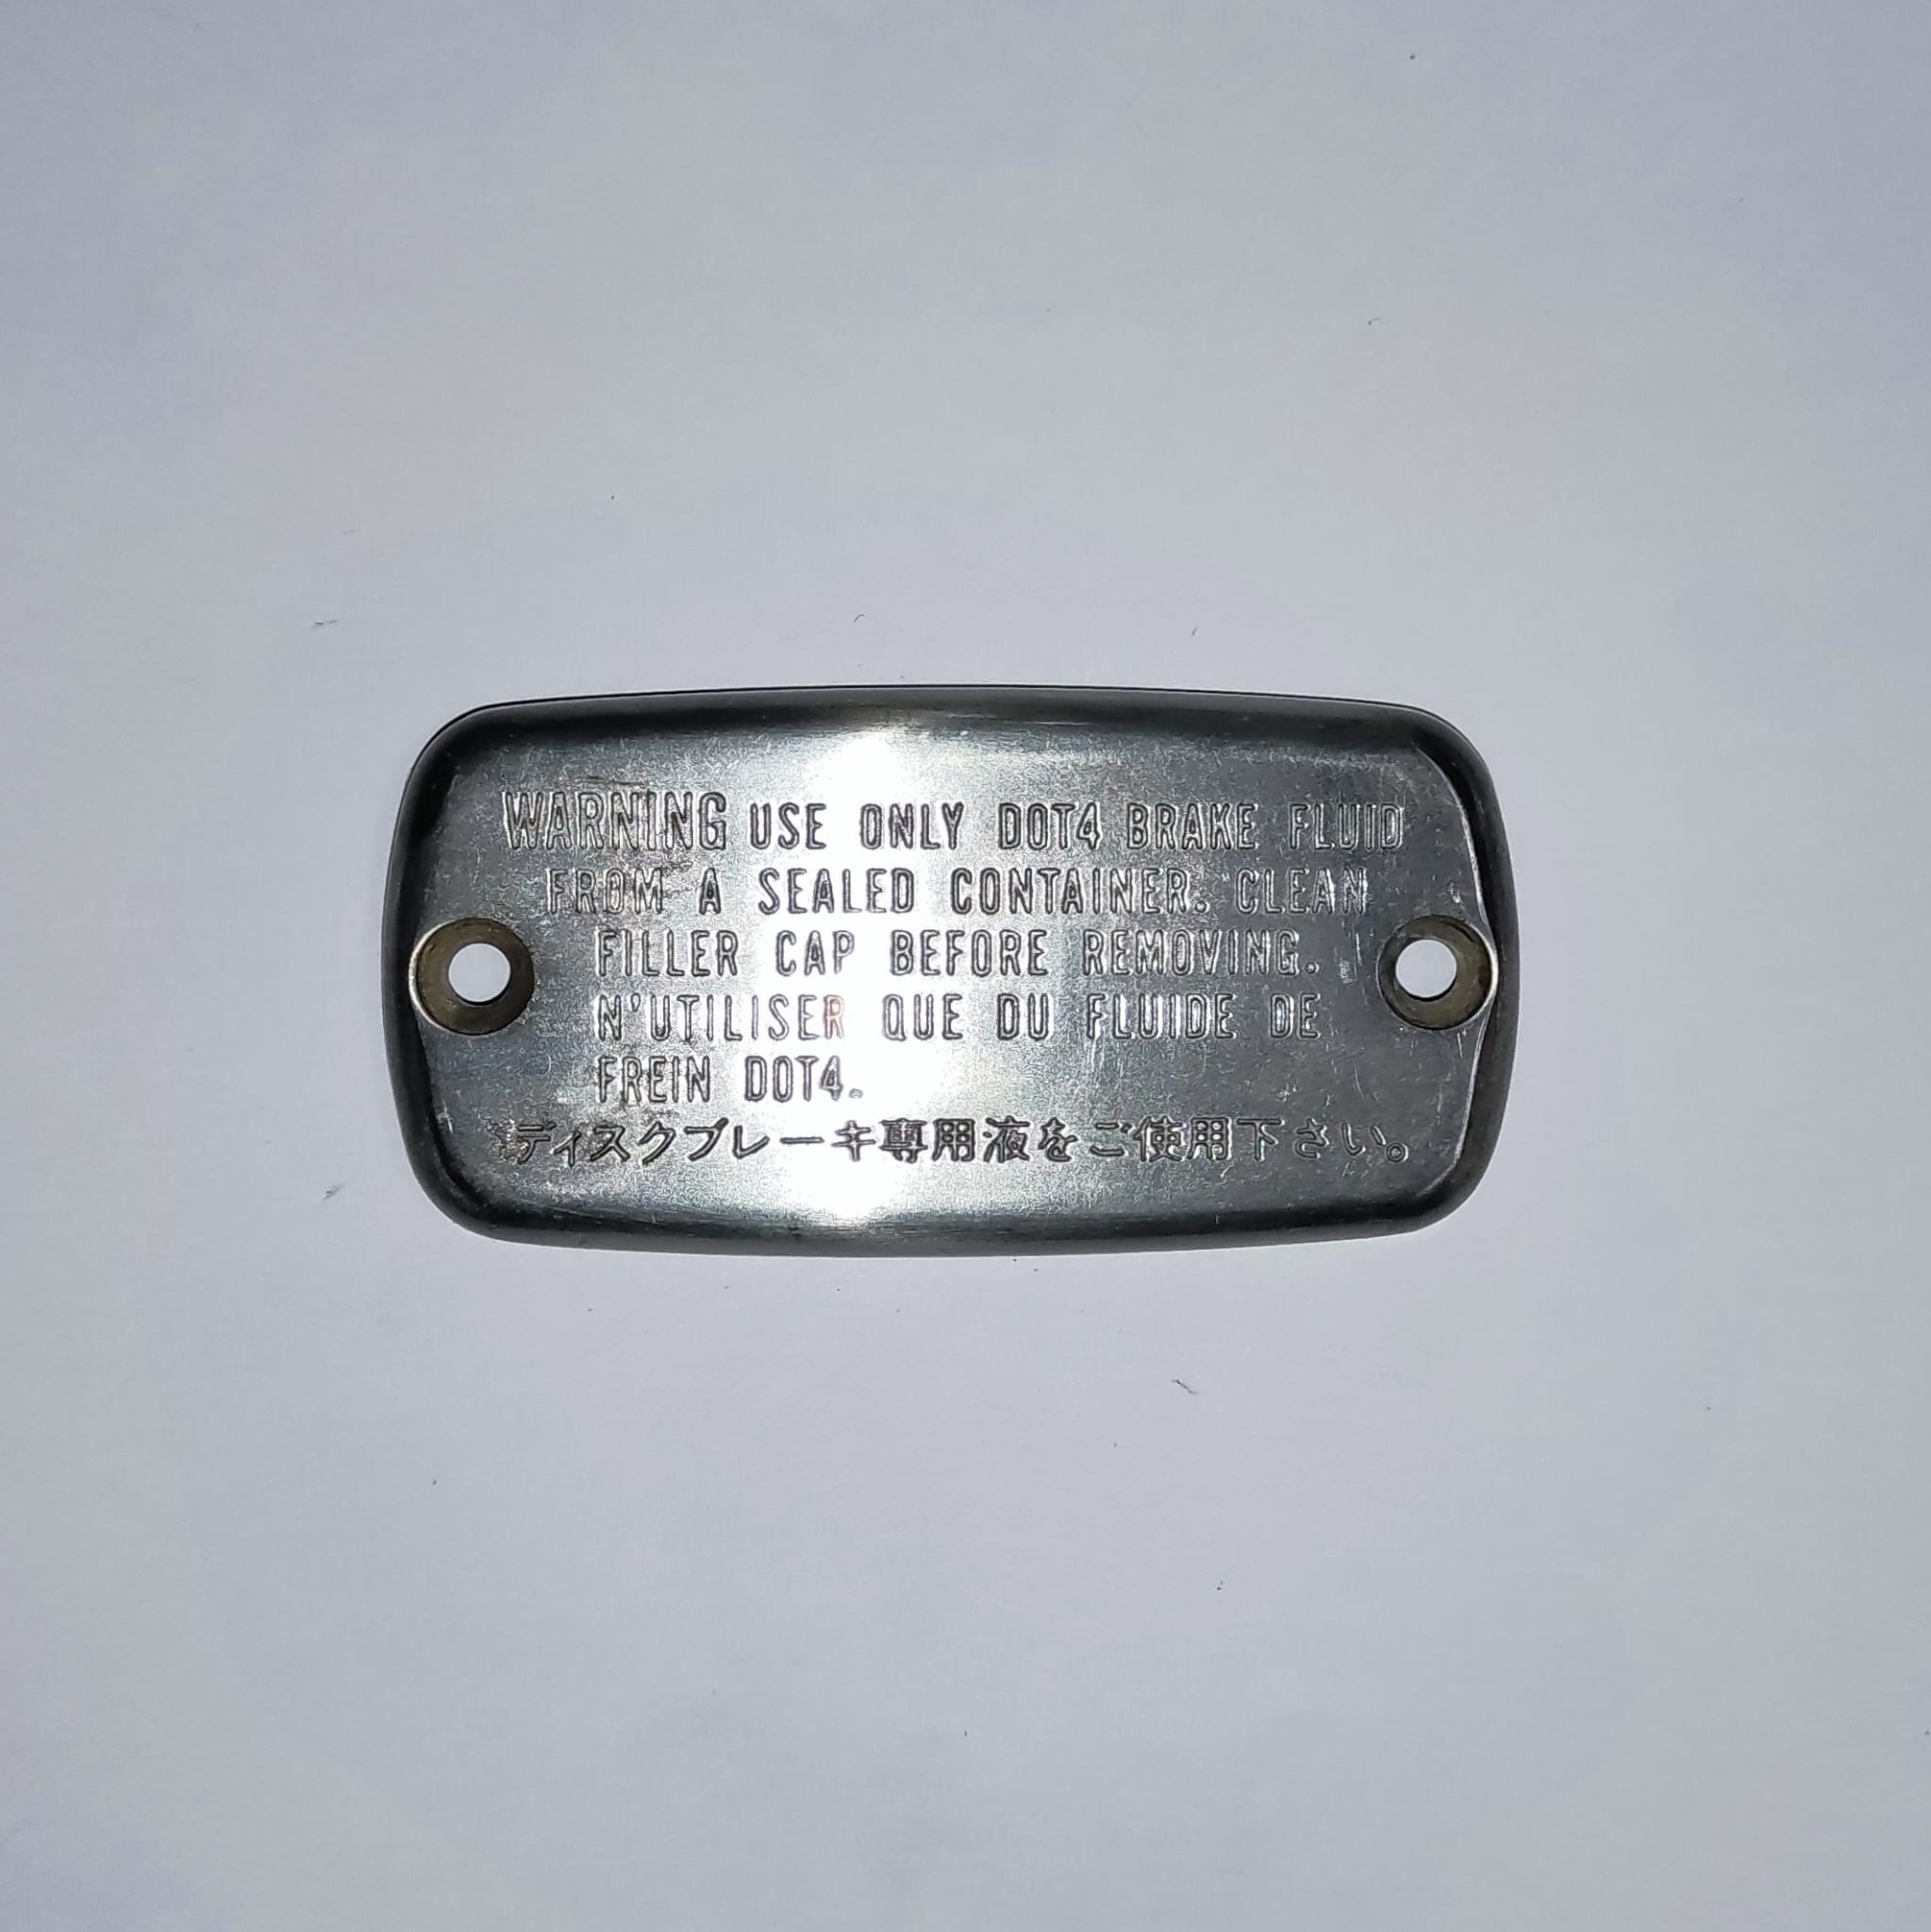 WARNING USE ONLY DOT4 BRAKE FLUID
FROM A SEALED CONTAINER. CLEAN
FILLER CAP BEFORE REMOVING.
N'UTILISER QUE DU FLUIDE DE
FREIN DOT4.
ディスクブレーキ専用液をご使用下さい。